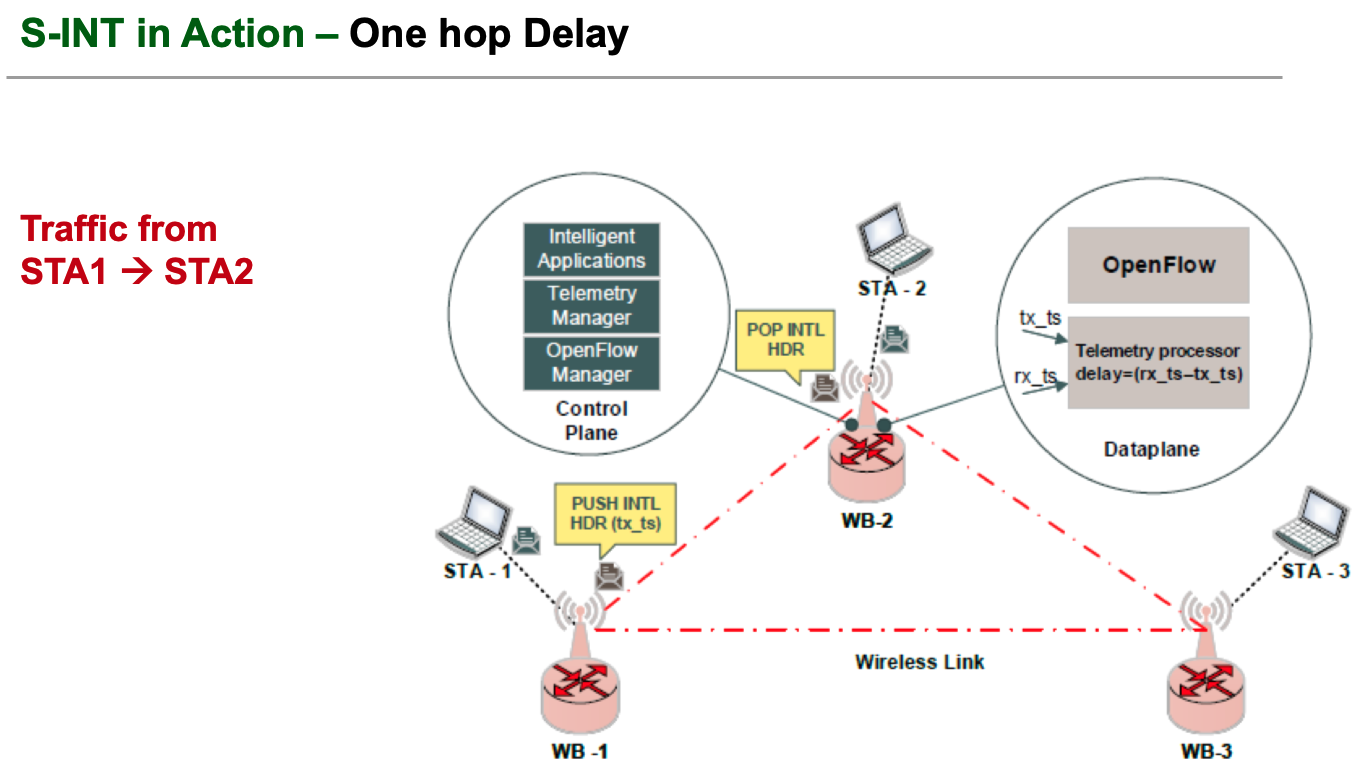 S-INT in Action – One hop Delay
Traffic from
STA1 → STA2
Intelligent
Applications
Telemetry
Manager
OpenFlow
Manager
Control
Plane
POP INTL
HDR
STA - 2
OpenFlow
tx_ts
rx_ts
Telemetry processor
delay=(rx_ts–tx_ts)
Dataplane
WB-2
PUSH INTL
HDR (tx_ts)
STA - 1
STA - 3
Wireless Link
WB -1
WB-3